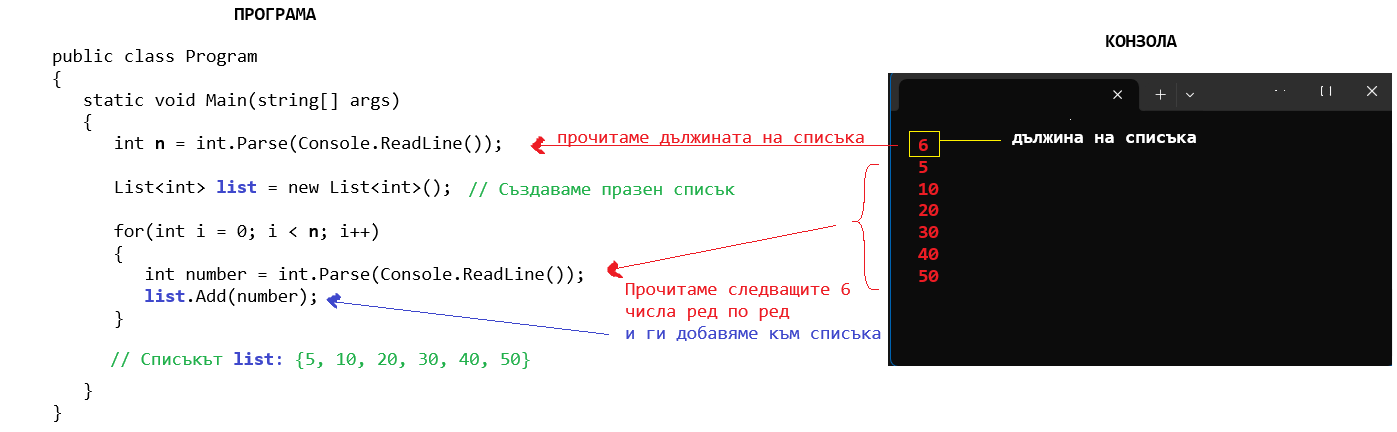 ПРОГРАМА
public class Program
{
static void Main(string[] args)
{
int n = int.Parse(Console.ReadLine());
прочитаме дължината на списъка
List<int> list = new List<int>(); // Създаваме празен списък
for(int i = 0; i < n; i++)
{
int number = int.Parse(Console.ReadLine());
list.Add(number);
}
Прочитаме следващите 6
числа ред по ред
и ги добавяме към списъка
// Списъкът list: {5, 10, 20, 30, 40, 50}
}
}
КОНЗОЛА
6
дължина на списъка
5
10
20
30
40
50